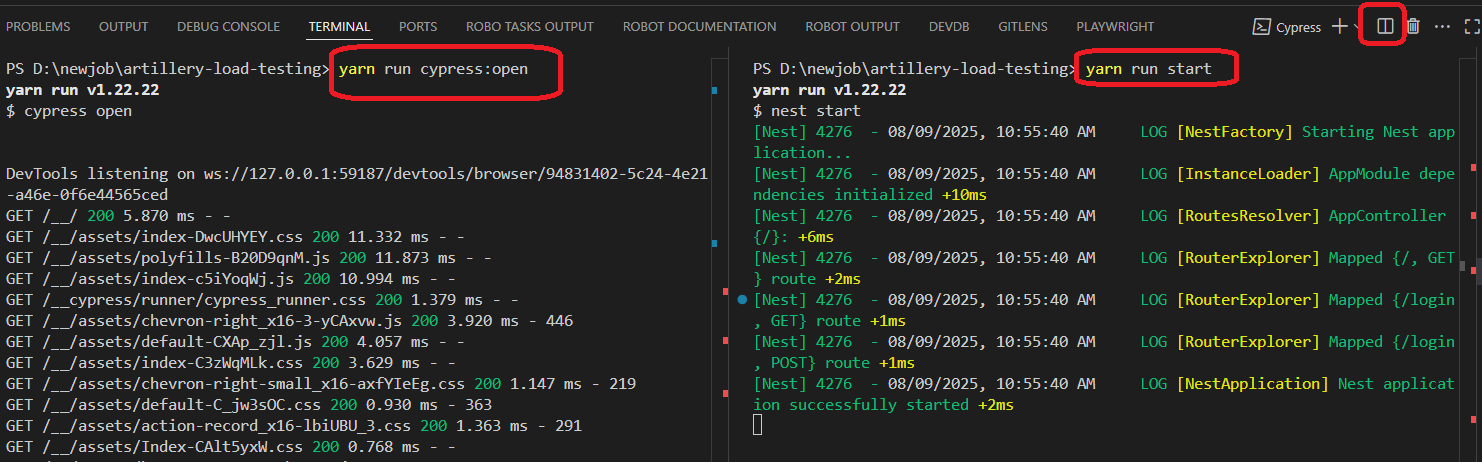 PROBLEMS OUTPUT DEBUG CONSOLE TERMINAL PORTS ROBO TASKS OUTPUT ROBOT DOCUMENTATION ROBOT OUTPUT DEVDB GITLENS PLAYWRIGHT Cypress
PS D:\newjob\artillery-load-testing> yarn run cypress:open
yarn run v1.22.22
$ cypress open
DevTools listening on ws://127.0.0.1:59187/devtools/browser/94831402-5c24-4e21
-a46e-0f6e44565ced
GET /__/ 200 5.870 ms - -
GET /__/assets/index-DwcUHYEY.css 200 11.332 ms - -
GET /__/assets/polyfills-B20D9qnM.js 200 11.873 ms - -
GET /__/assets/index-c5iYoqWj.js 200 10.994 ms - -
GET /__cypress/runner/cypress_runner.css 200 1.379 ms - -
GET /__/assets/chevron-right_x16-3-yCAxvw.js 200 3.920 ms - 446
GET /__/assets/default-CXAp_zjl.js 200 4.057 ms - -
GET /__/assets/index-C3zWqMLk.css 200 3.629 ms - -
GET /__/assets/chevron-right-small_x16-axfYIeEg.css 200 1.147 ms - 219
GET /__/assets/default-C_jw3sOC.css 200 0.930 ms - 363
GET /__/assets/action-record_x16-lbiUBU_3.css 200 1.363 ms - 291
GET /__/assets/Index-CAlt5yxW.css 200 0.768 ms - -
PS D:\newjob\artillery-load-testing> yarn run start
yarn run v1.22.22
$ nest start
[Nest] 4276  - 08/09/2025, 10:55:40 AM     LOG [NestFactory] Starting Nest app
lication...
[Nest] 4276  - 08/09/2025, 10:55:40 AM     LOG [InstanceLoader] AppModule depe
ndencies initialized +10ms
[Nest] 4276  - 08/09/2025, 10:55:40 AM     LOG [RoutesResolver] AppController
{/}: +6ms
[Nest] 4276  - 08/09/2025, 10:55:40 AM     LOG [RouterExplorer] Mapped {/, GET
} route +2ms
[Nest] 4276  - 08/09/2025, 10:55:40 AM     LOG [RouterExplorer] Mapped {/login
, GET} route +1ms
[Nest] 4276  - 08/09/2025, 10:55:40 AM     LOG [RouterExplorer] Mapped {/login
, POST} route +1ms
[Nest] 4276  - 08/09/2025, 10:55:40 AM     LOG [NestApplication] Nest applicat
ion successfully started +2ms